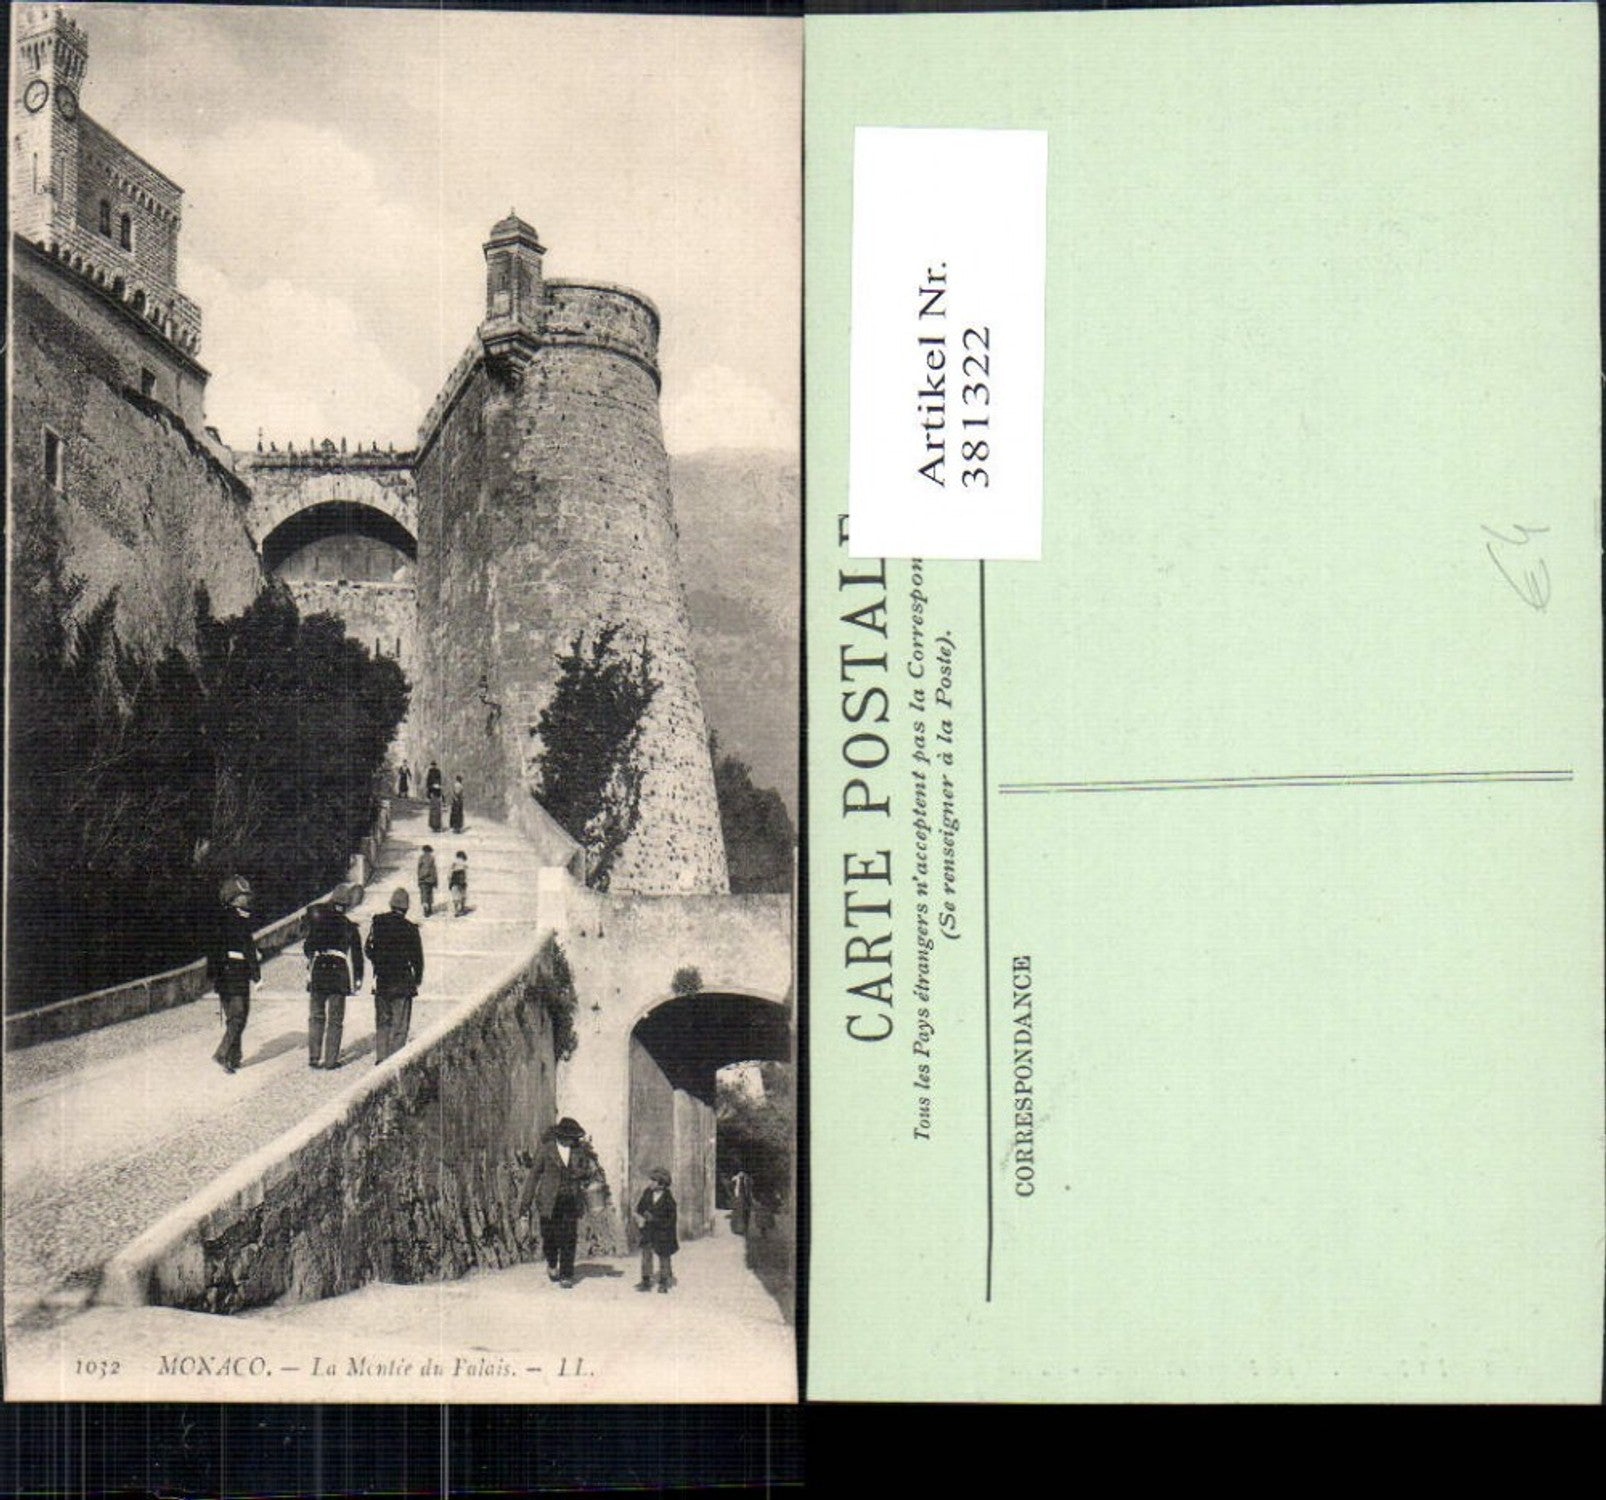 1032 MONACO. — La Montée du Palais. — LL.
Artikel Nr.
381322
CARTE POSTALE
Tous les Pays étrangers n'acceptent pas la Correspon
(Se renseigner à la Poste).
CORRESPONDANCE